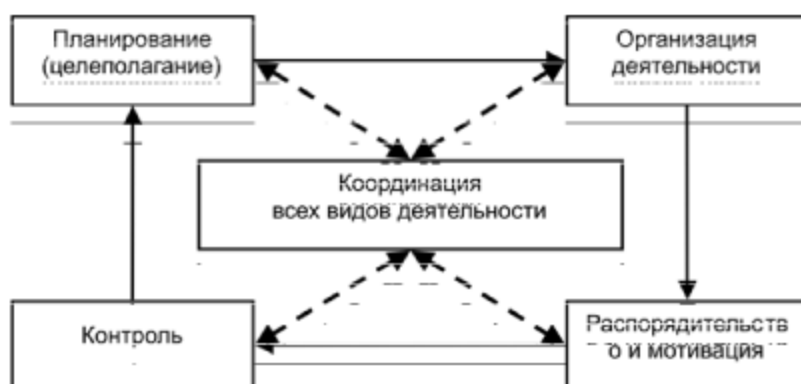 Планирование
(целеполагание)
Организация
деятельности
Координация
всех видов деятельности
Контроль
Распорядительств
о и мотивация